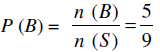 P (B) = n (B) / n (S) = 5 / 9